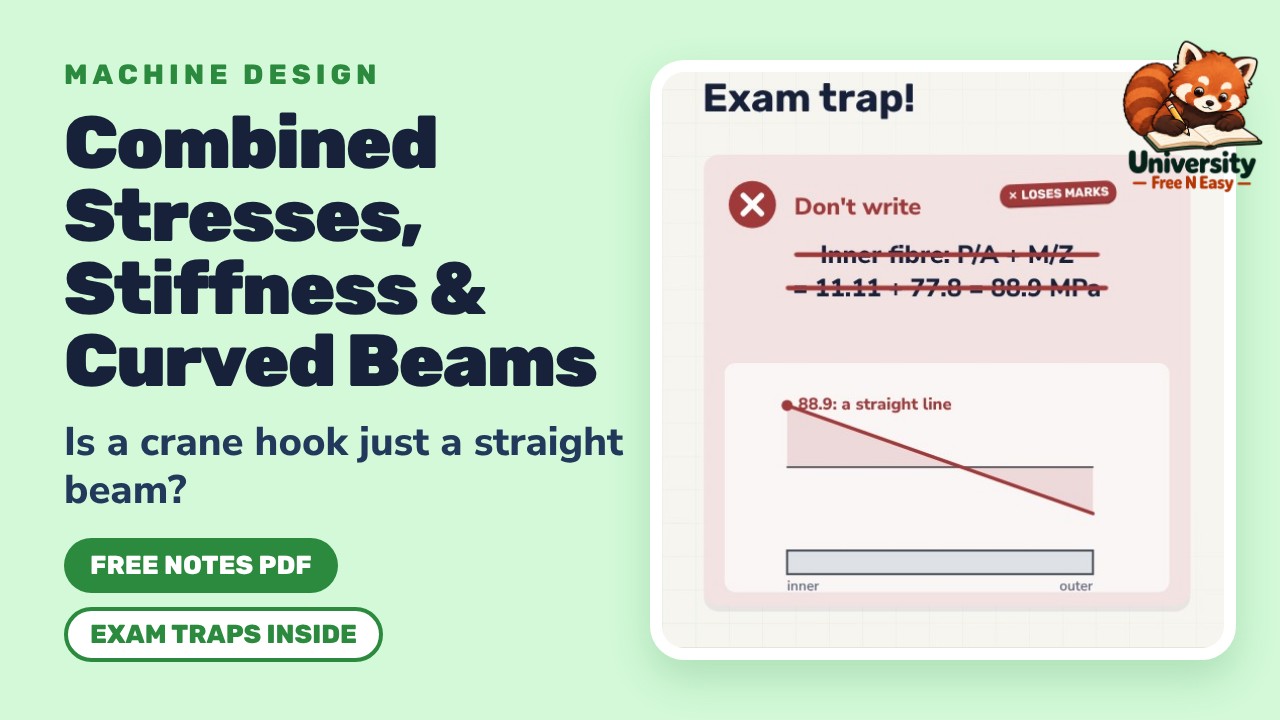 MACHINE DESIGN
Combined
Stresses,
Stiffness &
Curved Beams
Is a crane hook just a straight
beam?
FREE NOTES PDF
EXAM TRAPS INSIDE
Exam trap!
Don't write
× LOSES MARKS
Inner fibre: P/A + M/Z
= 11.11 + 77.8 = 88.9 MPa
88.9: a straight line
inner
outer
University
Free N Easy